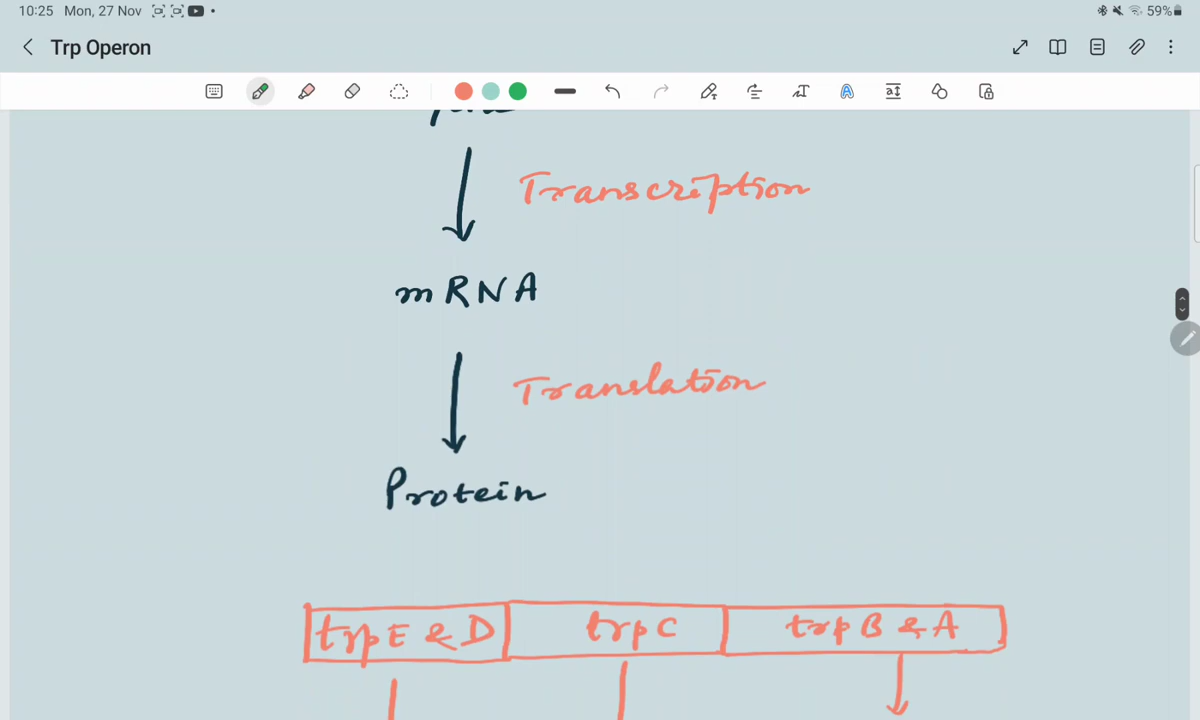 10:25 Mon, 27 Nov 59%
Trp Operon
Transcription
mRNA
Translation
Protein
trpE & D trpC trpB & A